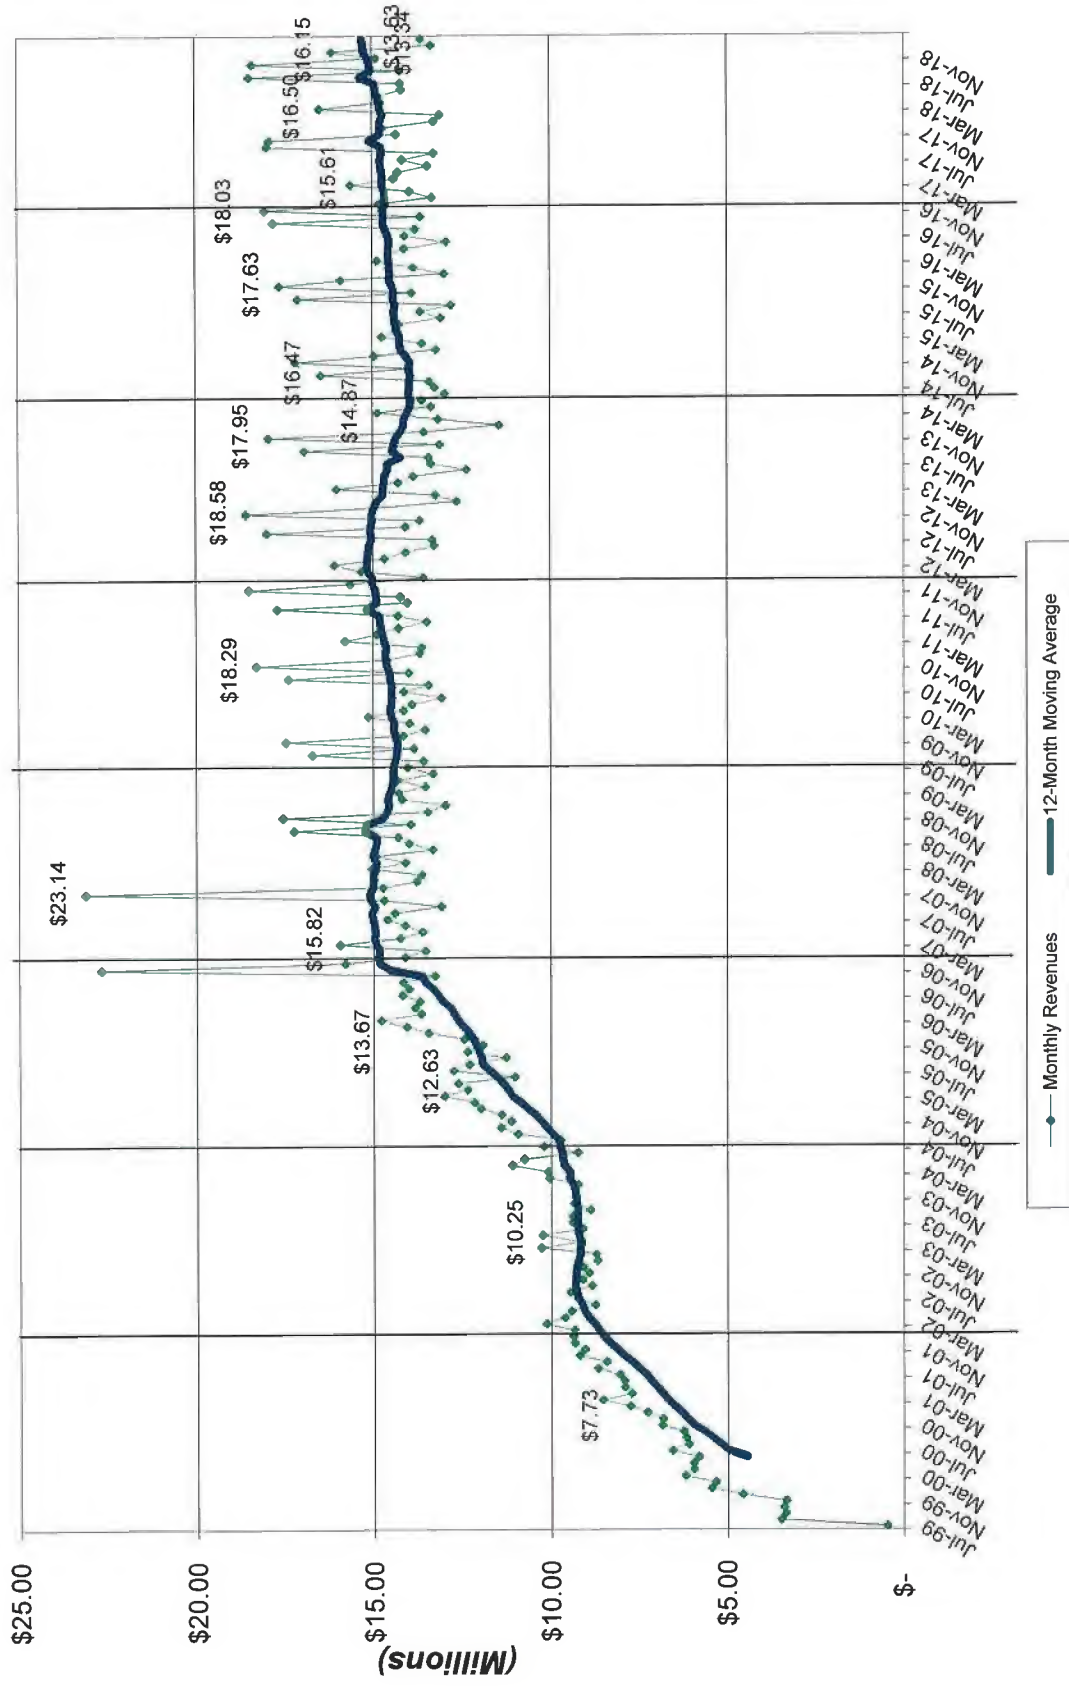 (Millions)
$25.00
$20.00
$15.00
$10.00
$5.00
$-
$7.73
$10.25
$12.63
$13.67
$15.82
$23.14
$18.29
$18.58
$17.95
$14.87
$16.47
$17.63
$18.03
$15.61
$16.50
$16.15
$13.63
$13.34
Jul-99
Nov-99
Mar-00
Jul-00
Nov-00
Mar-01
Jul-01
Nov-01
Mar-02
Jul-02
Nov-02
Mar-03
Jul-03
Nov-03
Mar-04
Jul-04
Nov-04
Mar-05
Jul-05
Nov-05
Mar-06
Jul-06
Nov-06
Mar-07
Jul-07
Nov-07
Mar-08
Jul-08
Nov-08
Mar-09
Jul-09
Nov-09
Mar-10
Jul-10
Nov-10
Mar-11
Jul-11
Nov-11
Mar-12
Jul-12
Nov-12
Mar-13
Jul-13
Nov-13
Mar-14
Jul-14
Nov-14
Mar-15
Jul-15
Nov-15
Mar-16
Jul-16
Nov-16
Mar-17
Jul-17
Nov-17
Mar-18
Jul-18
Nov-18
Monthly Revenues
12-Month Moving Average